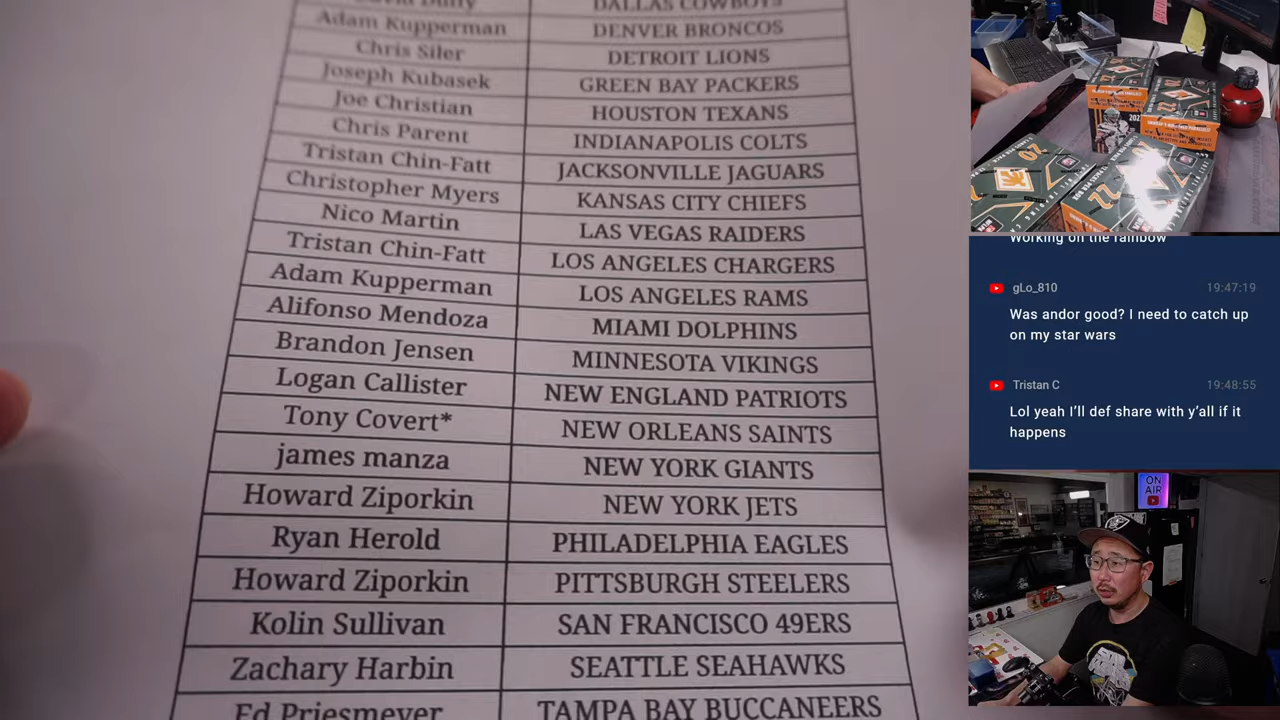 David Duffy DALLAS COWBOYS
Adam Kupperman DENVER BRONCOS
Chris Siler DETROIT LIONS
Joseph Kubasek GREEN BAY PACKERS
Joe Christian HOUSTON TEXANS
Chris Parent INDIANAPOLIS COLTS
Tristan Chin-Fatt JACKSONVILLE JAGUARS
Christopher Myers KANSAS CITY CHIEFS
Nico Martin LAS VEGAS RAIDERS
Tristan Chin-Fatt LOS ANGELES CHARGERS
Adam Kupperman LOS ANGELES RAMS
Alifonso Mendoza MIAMI DOLPHINS
Brandon Jensen MINNESOTA VIKINGS
Logan Callister NEW ENGLAND PATRIOTS
Tony Covert* NEW ORLEANS SAINTS
james manza NEW YORK GIANTS
Howard Ziporkin NEW YORK JETS
Ryan Herold PHILADELPHIA EAGLES
Howard Ziporkin PITTSBURGH STEELERS
Kolin Sullivan SAN FRANCISCO 49ERS
Zachary Harbin SEATTLE SEAHAWKS
Ed Priesmeyer TAMPA BAY BUCCANEERS
Working on the rainbow
gLo_810 19:47:19
Was andor good? I need to catch up
on my star wars
Tristan C 19:48:55
Lol yeah I'll def share with y'all if it
happens
ON
AIR